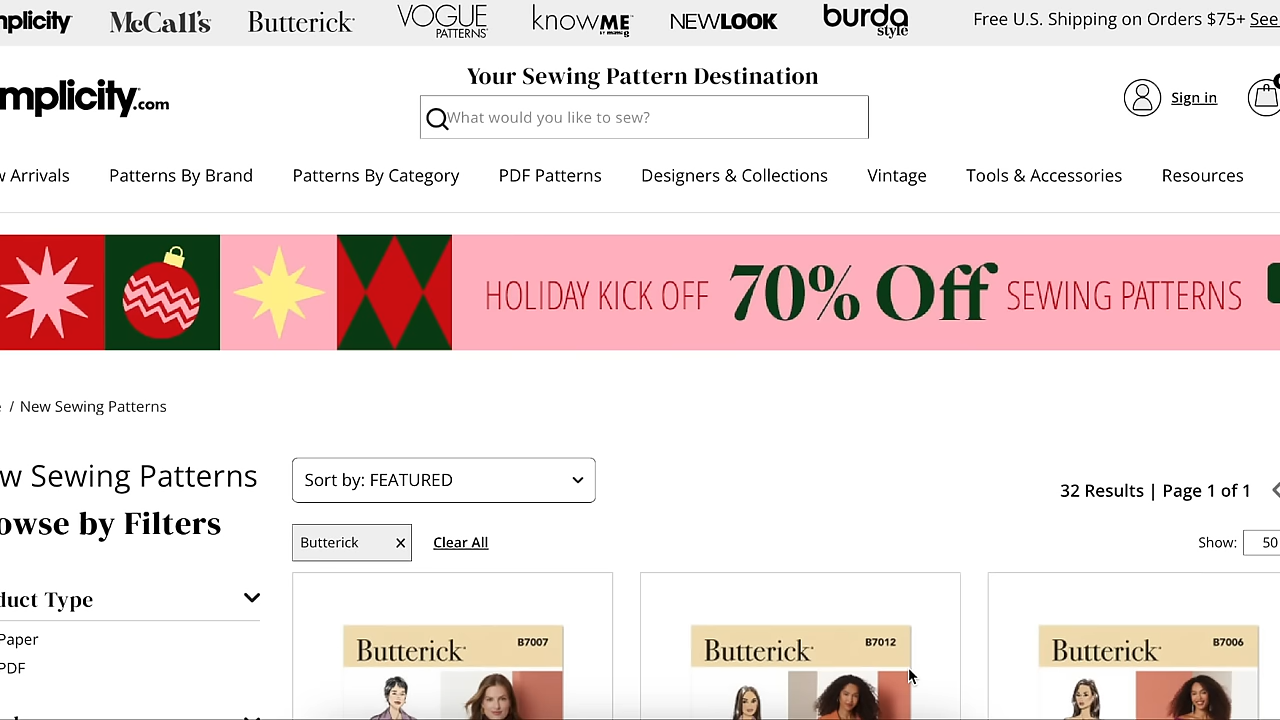 mplicity
McCall's
Butterick
VOGUE
PATTERNS
knowME
BY MIMI G
NEWLOOK
burda
style
Free U.S. Shipping on Orders $75+ See
Your Sewing Pattern Destination
mplicity.com
What would you like to sew?
Sign in
w Arrivals
Patterns By Brand
Patterns By Category
PDF Patterns
Designers & Collections
Vintage
Tools & Accessories
Resources
HOLIDAY KICK OFF 70% Off SEWING PATTERNS
/ New Sewing Patterns
w Sewing Patterns
Sort by: FEATURED
32 Results | Page 1 of 1
owse by Filters
Butterick
Clear All
Show: 50
duct Type
Paper
PDF
Butterick B7007
Butterick B7012
Butterick B7006